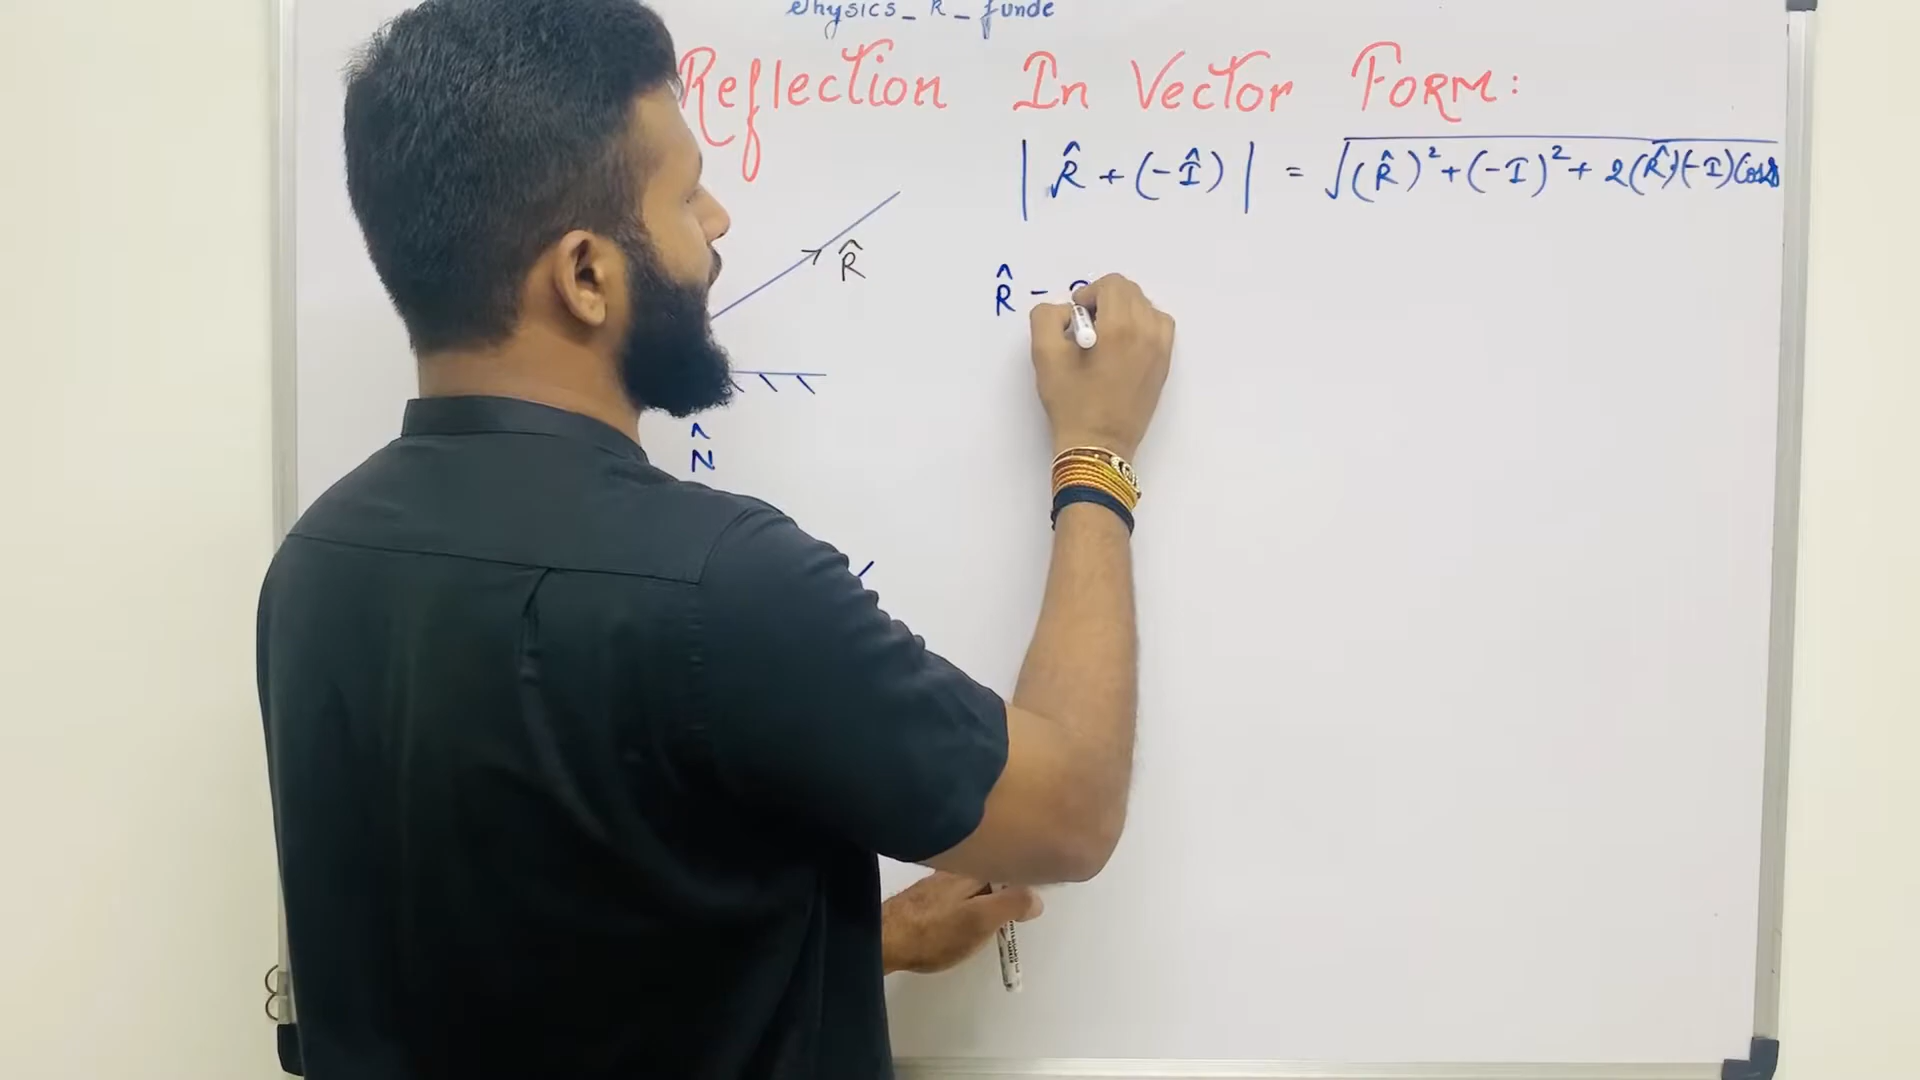 Physics_R_funde
Reflection In Vector Form:
| R̂ + (-Î) | = √(R̂)² + (-I)² + 2(R̂)(-I)Cos
R̂
R̂ -
N̂